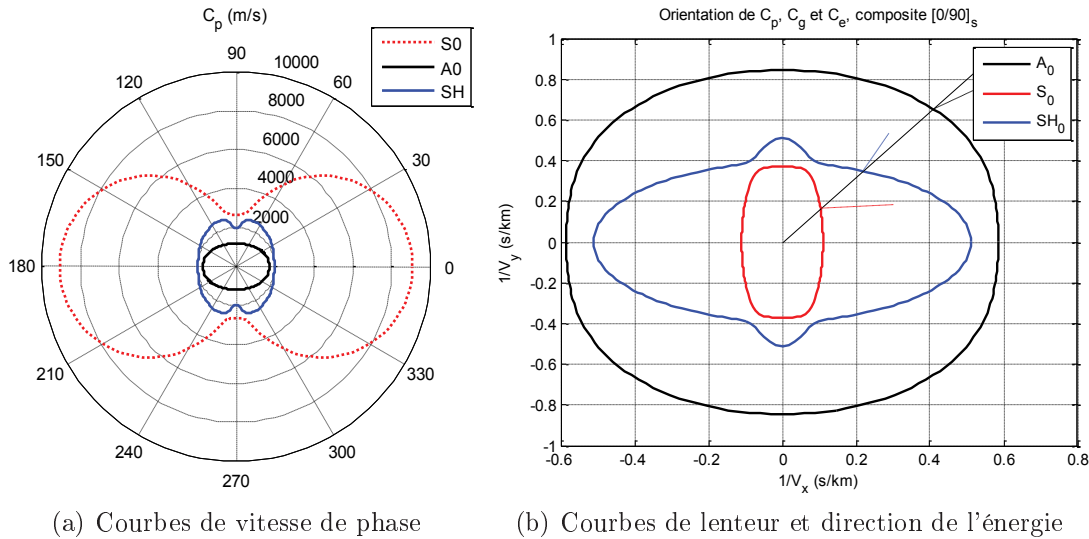 C_p (m/s)
S0
A0
SH
90
120
60
10000
8000
6000
4000
2000
150
30
180
0
210
330
240
300
270
Orientation de C_p, C_g et C_e, composite [0/90]_s
A_0
S_0
SH_0
1/V_y (s/km)
1
0.8
0.6
0.4
0.2
0
-0.2
-0.4
-0.6
-0.8
-1
-0.6 -0.4 -0.2 0 0.2 0.4 0.6 0.8
1/V_x (s/km)
(a) Courbes de vitesse de phase
(b) Courbes de lenteur et direction de l'énergie